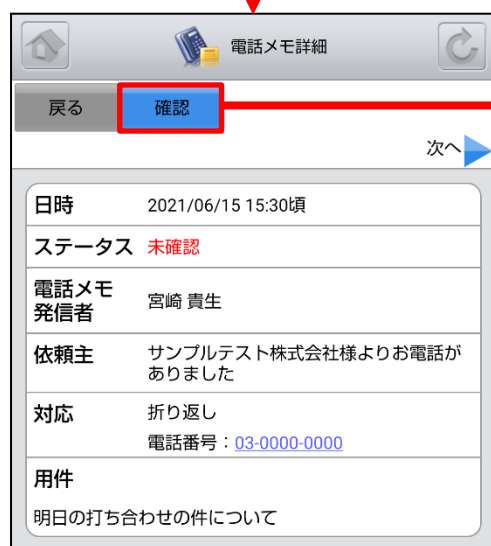 電話メモ詳細
戻る 確認
次へ
日時 2021/06/15 15:30頃
ステータス 未確認
電話メモ
発信者 宮崎 貴生
依頼主 サンプルテスト株式会社様よりお電話が
ありました
対応 折り返し
電話番号：03-0000-0000
用件
明日の打ち合わせの件について